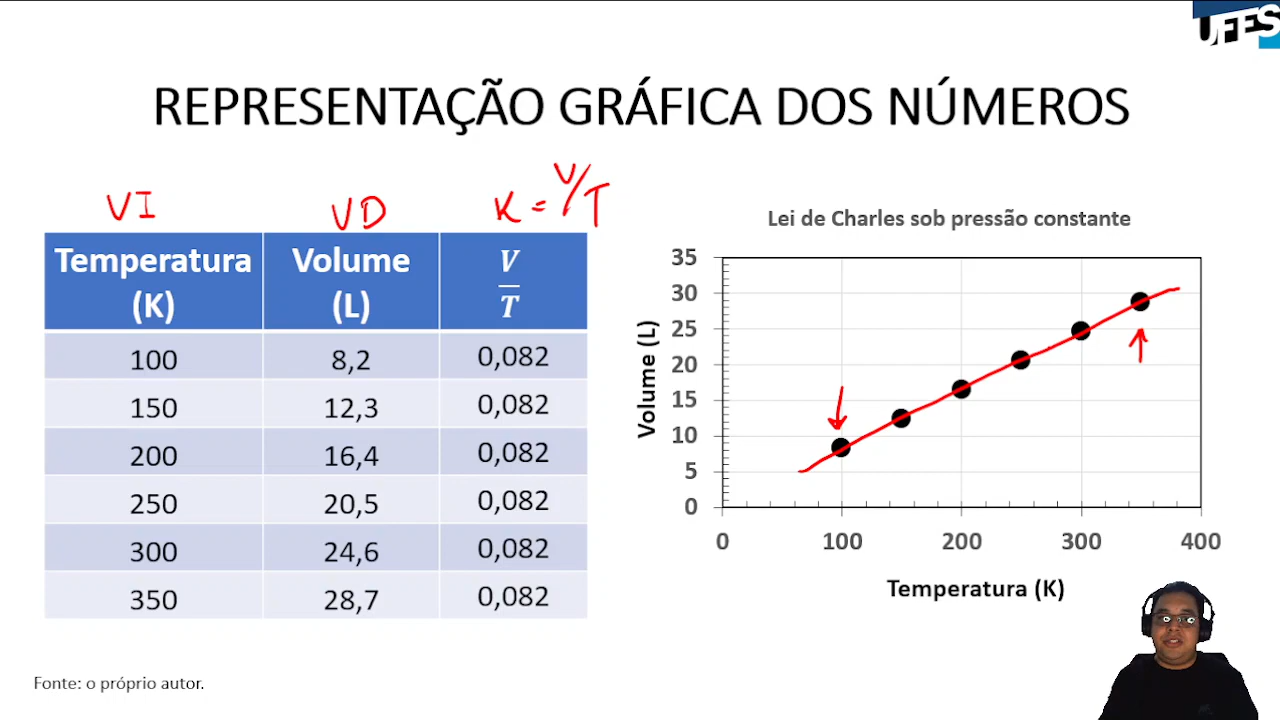 UFES
REPRESENTAÇÃO GRÁFICA DOS NÚMEROS
VI VD K = V/T
Temperatura (K) Volume (L) V/T
100 8,2 0,082
150 12,3 0,082
200 16,4 0,082
250 20,5 0,082
300 24,6 0,082
350 28,7 0,082
Lei de Charles sob pressão constante
Volume (L)
35
30
25
20
15
10
5
0
0 100 200 300 400
Temperatura (K)
Fonte: o próprio autor.